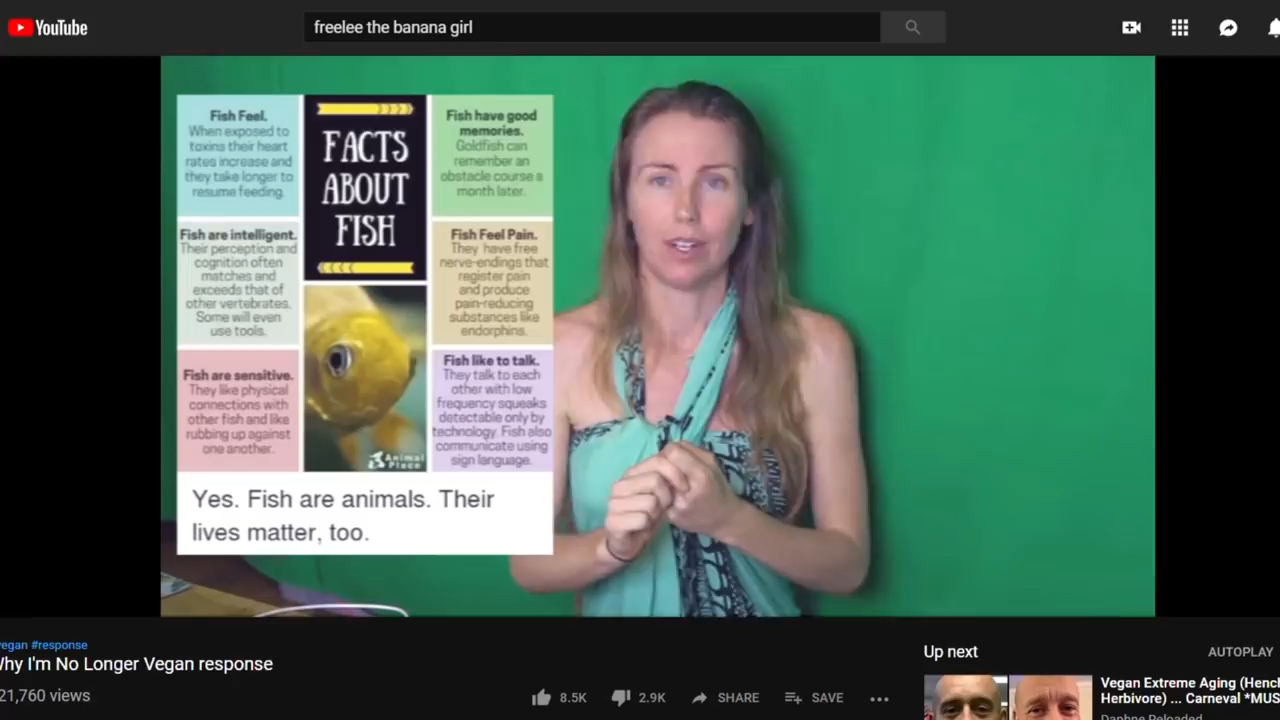 YouTube
freelee the banana girl
Fish Feel.
When exposed to
toxins their heart
rates increase and
they take longer to
resume feeding.
FACTS
ABOUT
FISH
Fish have good
memories.
Goldfish can
remember an
obstacle course a
month later.
Fish are intelligent.
Their perception and
cognition often
matches and
exceeds that of
other vertebrates.
Some will even
use tools.
Fish Feel Pain.
They have free
nerve-endings that
register pain
and produce
pain-reducing
substances like
endorphins.
Fish are sensitive.
They like physical
connections with
other fish and like
rubbing up against
one another.
Fish like to talk.
They talk to each
other with low
frequency squeaks
detectable only by
technology. Fish also
communicate using
sign language.
Animal
Place
Yes. Fish are animals. Their
lives matter, too.
vegan #response
Why I'm No Longer Vegan response
21,760 views
8.5K
2.9K
SHARE
SAVE
Up next
AUTOPLAY
Vegan Extreme Aging (Hench
Herbivore) ... Carneval *MUS
Daphne Reloaded